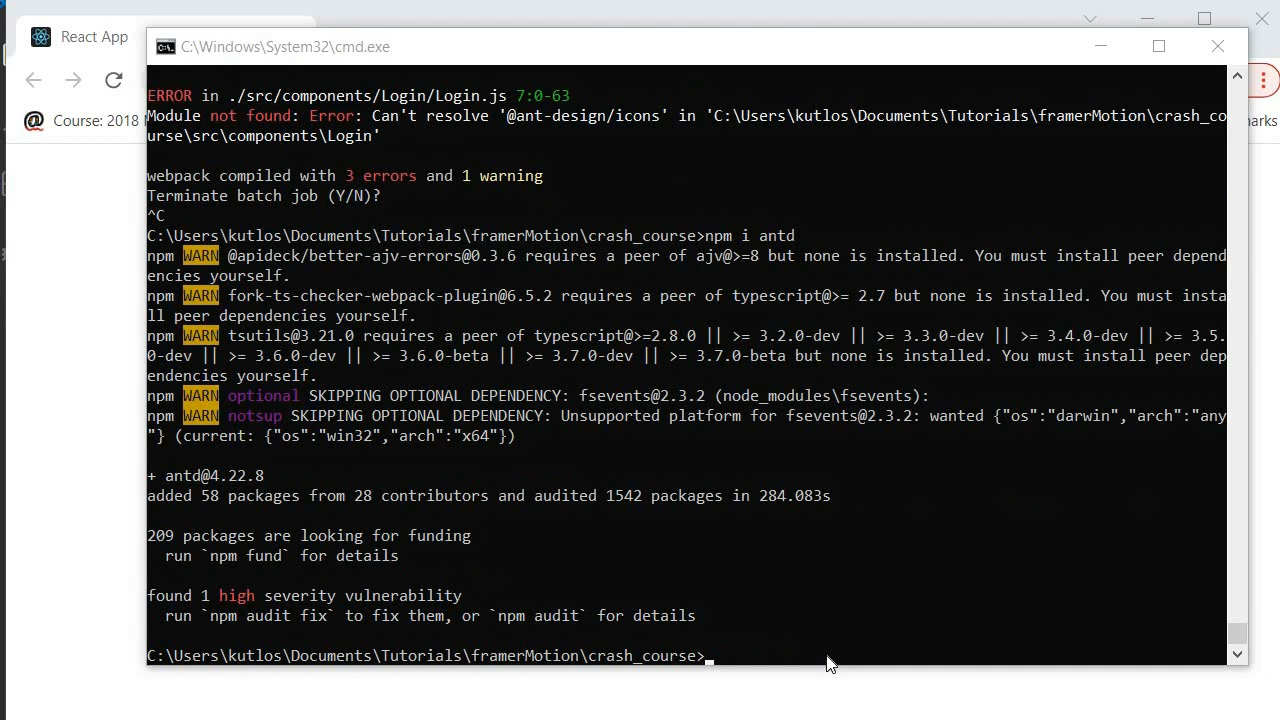 React App
C:\Windows\System32\cmd.exe
Course: 2018
arks
ERROR in ./src/components/Login/Login.js 7:0-63
Module not found: Error: Can't resolve '@ant-design/icons' in 'C:\Users\kutlos\Documents\Tutorials\framerMotion\crash_co
urse\src\components\Login'
webpack compiled with 3 errors and 1 warning
Terminate batch job (Y/N)?
^C
C:\Users\kutlos\Documents\Tutorials\framerMotion\crash_course>npm i antd
npm WARN @apideck/better-ajv-errors@0.3.6 requires a peer of ajv@>=8 but none is installed. You must install peer depend
encies yourself.
npm WARN fork-ts-checker-webpack-plugin@6.5.2 requires a peer of typescript@>= 2.7 but none is installed. You must insta
ll peer dependencies yourself.
npm WARN tsutils@3.21.0 requires a peer of typescript@>=2.8.0 || >= 3.2.0-dev || >= 3.3.0-dev || >= 3.4.0-dev || >= 3.5.
0-dev || >= 3.6.0-dev || >= 3.6.0-beta || >= 3.7.0-dev || >= 3.7.0-beta but none is installed. You must install peer dep
endencies yourself.
npm WARN optional SKIPPING OPTIONAL DEPENDENCY: fsevents@2.3.2 (node_modules\fsevents):
npm WARN notsup SKIPPING OPTIONAL DEPENDENCY: Unsupported platform for fsevents@2.3.2: wanted {"os":"darwin","arch":"any
"} (current: {"os":"win32","arch":"x64"})
+ antd@4.22.8
added 58 packages from 28 contributors and audited 1542 packages in 284.083s
209 packages are looking for funding
run `npm fund` for details
found 1 high severity vulnerability
run `npm audit fix` to fix them, or `npm audit` for details
C:\Users\kutlos\Documents\Tutorials\framerMotion\crash_course>